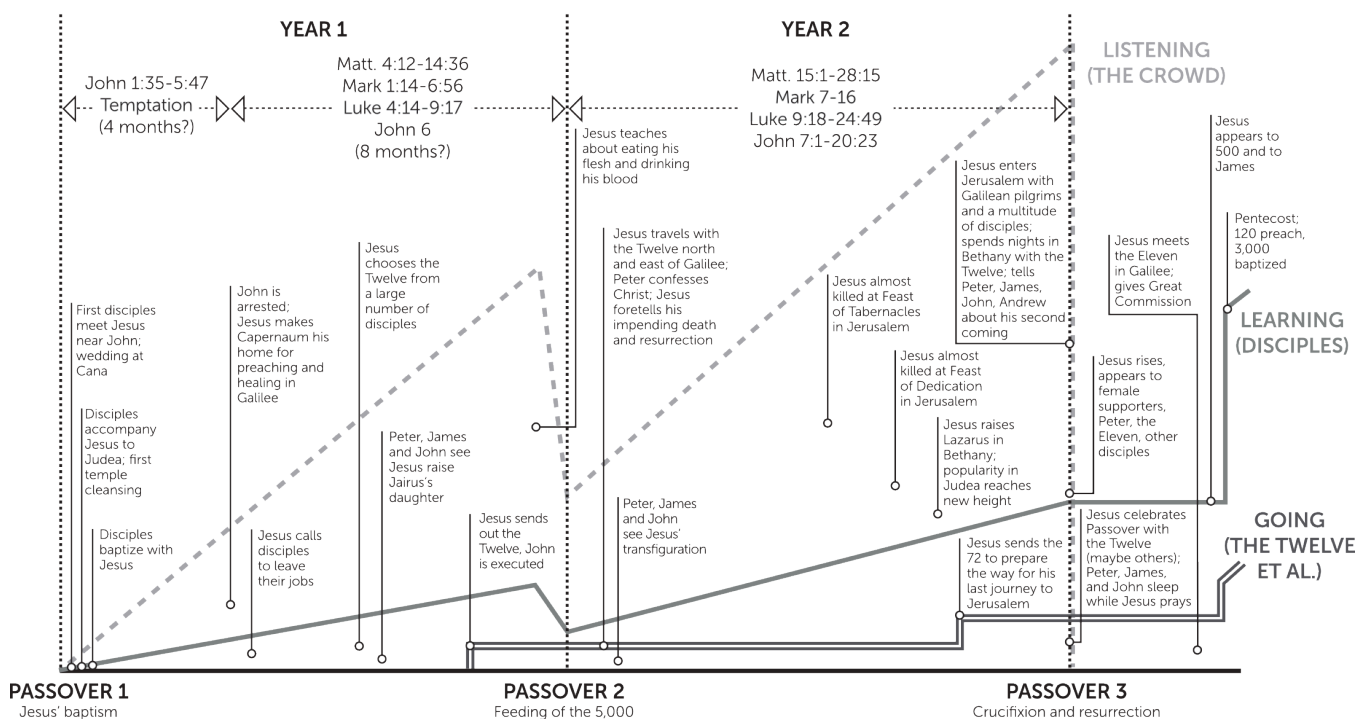 YEAR 1
YEAR 2
John 1:35-5:47
Temptation
(4 months?)
Matt. 4:12-14:36
Mark 1:14-6:56
Luke 4:14-9:17
John 6
(8 months?)
Matt. 15:1-28:15
Mark 7-16
Luke 9:18-24:49
John 7:1-20:23
LISTENING
(THE CROWD)
First disciples
meet Jesus
near John;
wedding at
Cana
Disciples
accompany
Jesus to
Judea; first
temple
cleansing
Disciples
baptize with
Jesus
John is
arrested;
Jesus makes
Capernaum his
home for
preaching and
healing in
Galilee
Jesus calls
disciples
to leave
their jobs
Jesus
chooses the
Twelve from
a large
number of
disciples
Peter, James
and John see
Jesus raise
Jairus's
daughter
Jesus sends
out the
Twelve, John
is executed
Jesus teaches
about eating his
flesh and drinking
his blood
Jesus travels with
the Twelve north
and east of Galilee;
Peter confesses
Christ; Jesus
foretells his
impending death
and resurrection
Peter, James
and John
see Jesus'
transfiguration
Jesus almost
killed at Feast
of Tabernacles
in Jerusalem
Jesus almost
killed at Feast
of Dedication
in Jerusalem
Jesus raises
Lazarus in
Bethany;
popularity in
Judea reaches
new height
Jesus enters
Jerusalem with
Galilean pilgrims
and a multitude
of disciples;
spends nights in
Bethany with the
Twelve; tells
Peter, James,
John, Andrew
about his second
coming
Jesus sends the
72 to prepare
the way for his
last journey to
Jerusalem
Jesus celebrates
Passover with
the Twelve
(maybe others);
Peter, James,
and John sleep
while Jesus prays
Jesus rises,
appears to
female
supporters,
Peter, the
Eleven, other
disciples
Jesus meets
the Eleven
in Galilee;
gives Great
Commission
Jesus
appears to
500 and to
James
Pentecost;
120 preach,
3,000
baptized
LEARNING
(DISCIPLES)
GOING
(THE TWELVE
ET AL.)
PASSOVER 1
Jesus' baptism
PASSOVER 2
Feeding of the 5,000
PASSOVER 3
Crucifixion and resurrection